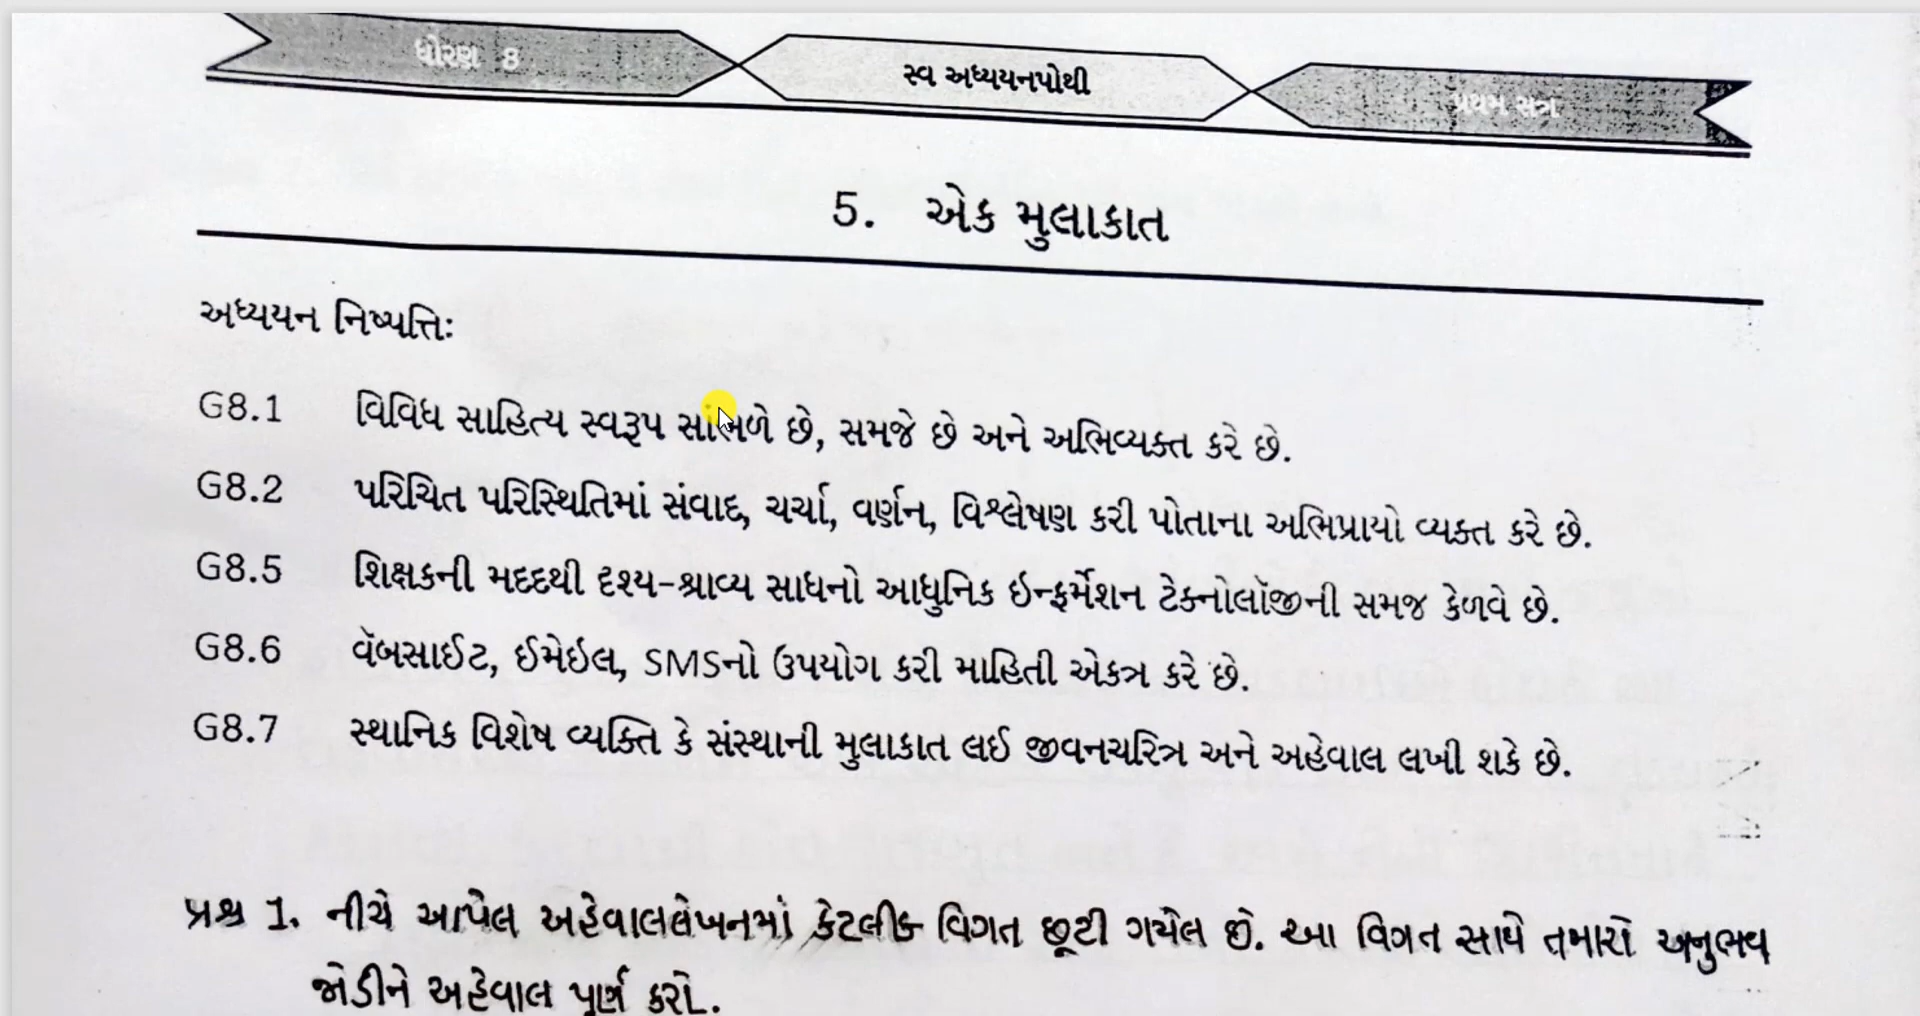 ધોરણ 8
સ્વ અધ્યયનપોથી
પ્રથમ સત્ર
5. એક મુલાકાત
અધ્યયન નિષ્પત્તિઃ
G8.1 વિવિધ સાહિત્ય સ્વરૂપ સાંભળે છે, સમજે છે અને અભિવ્યક્ત કરે છે.
G8.2 પરિચિત પરિસ્થિતિમાં સંવાદ, ચર્ચા, વર્ણન, વિશ્લેષણ કરી પોતાના અભિપ્રાયો વ્યક્ત કરે છે.
G8.5 શિક્ષકની મદદથી દૃશ્ય-શ્રાવ્ય સાધનો આધુનિક ઇન્ફર્મેશન ટેક્નોલૉજીની સમજ કેળવે છે.
G8.6 વૅબસાઈટ, ઈમેઇલ, SMSનો ઉપયોગ કરી માહિતી એકત્ર કરે છે.
G8.7 સ્થાનિક વિશેષ વ્યક્તિ કે સંસ્થાની મુલાકાત લઈ જીવનચરિત્ર અને અહેવાલ લખી શકે છે.
પ્રશ્ન 1. નીચે આપેલ અહેવાલલેખનમાં કેટલીક વિગત છૂટી ગયેલ છે. આ વિગત સાથે તમારો અનુભવ
જોડીને અહેવાલ પૂર્ણ કરો.